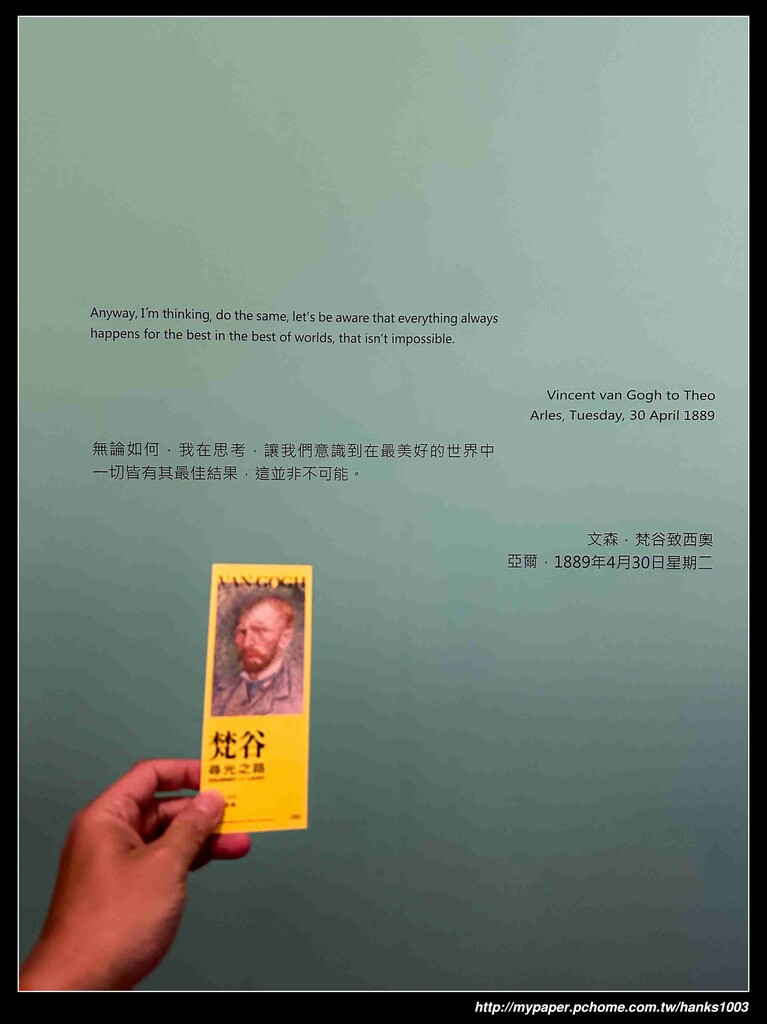 Anyway, I'm thinking, do the same, let's be aware that everything always
happens for the best in the best of worlds, that isn't impossible.
Vincent van Gogh to Theo
Arles, Tuesday, 30 April 1889
無論如何，我在思考，讓我們意識到在最美好的世界中
一切皆有其最佳結果，這並非不可能。
文森．梵谷致西奧
亞爾，1889年4月30日星期二
VAN GOGH
梵谷
尋光之路
http://mypaper.pchome.com.tw/hanks1003